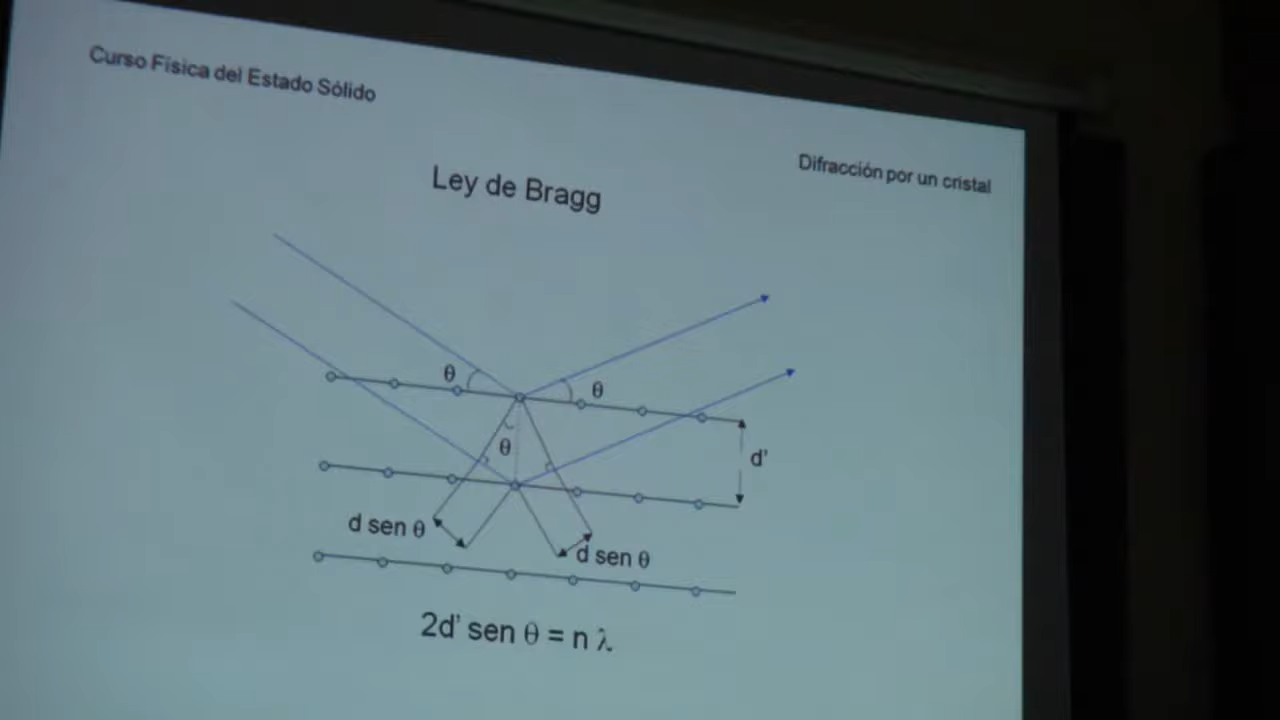 Curso Física del Estado Sólido
Difracción por un cristal
Ley de Bragg
θ
θ
θ
d'
d sen θ
d sen θ
2d' sen θ = n λ